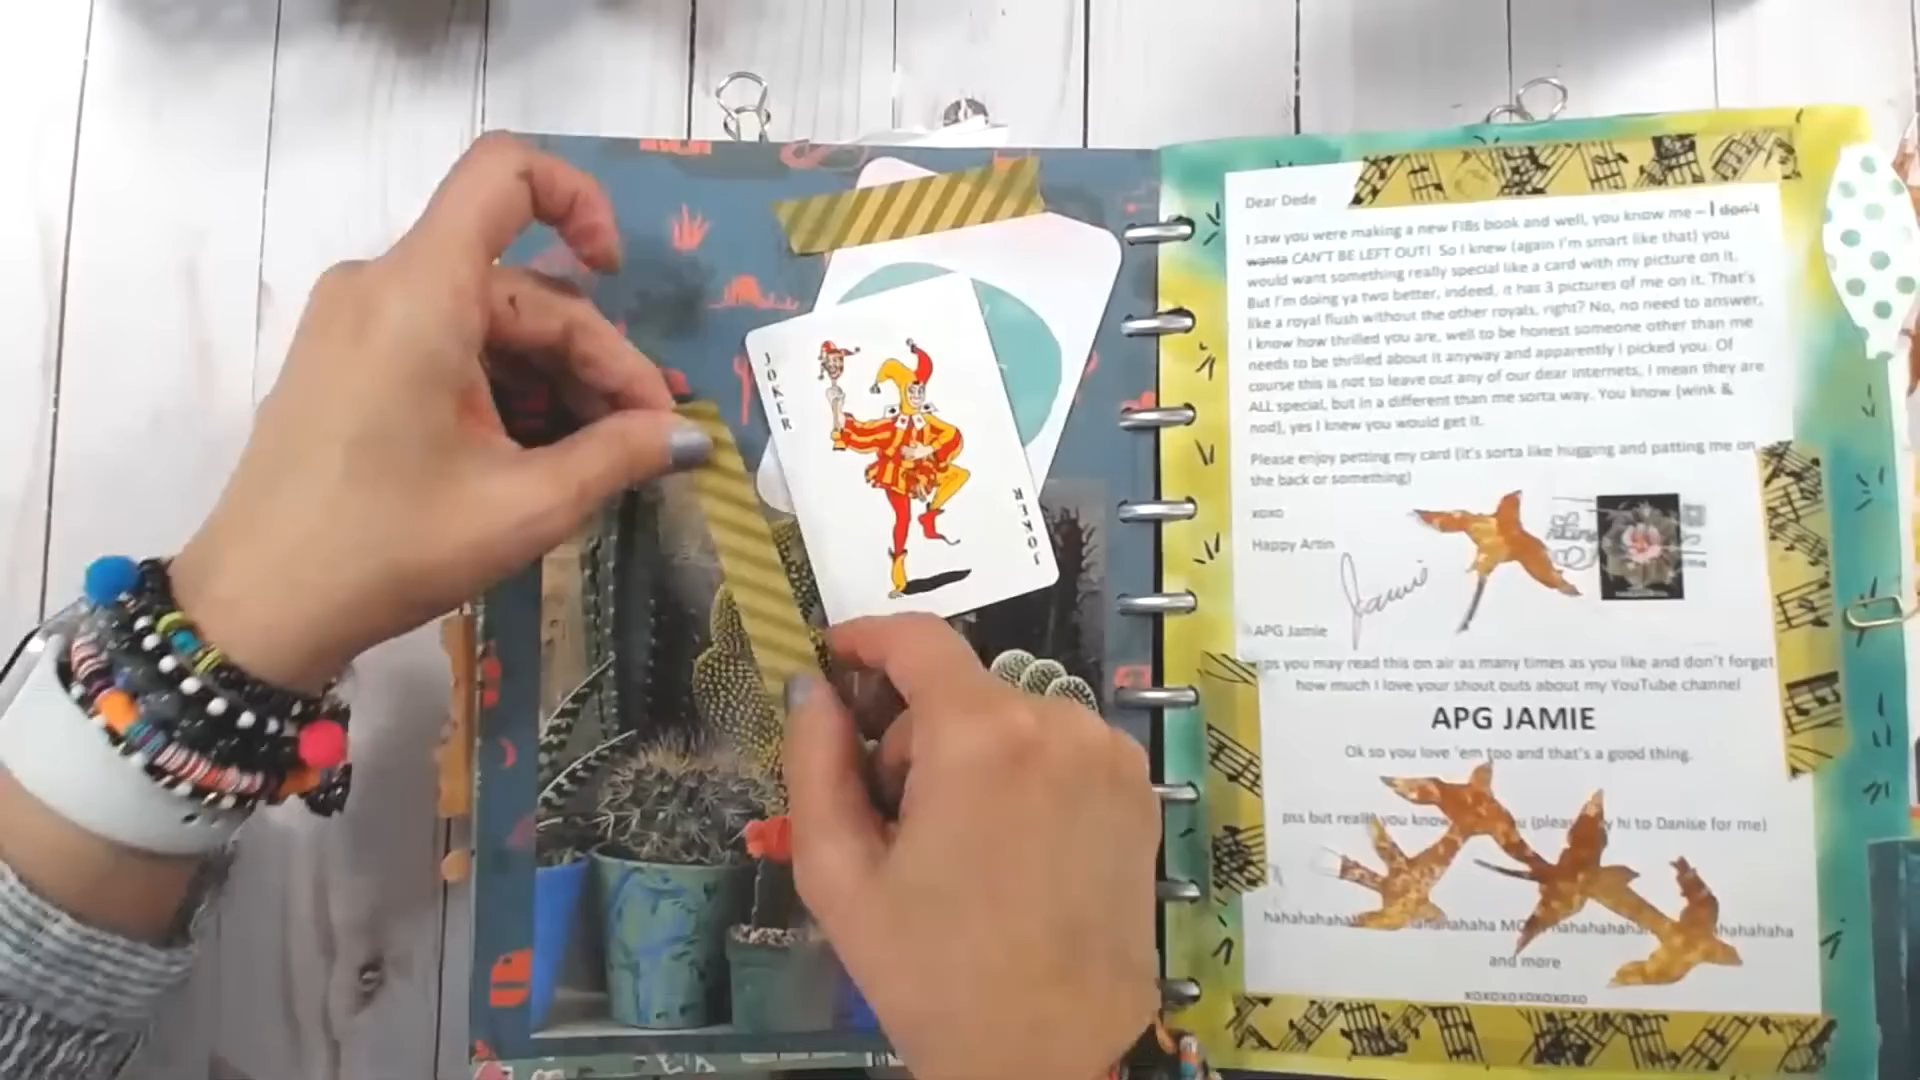 JOKER
JOKER
Dear Dede
I saw you were making a new FIBs book and well, you know me – I don't
wanta CAN'T BE LEFT OUT! So I knew (again I'm smart like that) you
would want something really special like a card with my picture on it.
But I'm doing ya two better, indeed, it has 3 pictures of me on it. That's
like a royal flush without the other royals, right? No, no need to answer,
I know how thrilled you are, well to be honest someone other than me
needs to be thrilled about it anyway and apparently I picked you. Of
course this is not to leave out any of our dear internets, I mean they are
ALL special, but in a different than me sorta way. You know (wink &
nod), yes I knew you would get it.
Please enjoy petting my card (it's sorta like hugging and patting me on
the back or something)
xoxo
Happy Artin
Jamie
APG Jamie
ps you may read this on air as many times as you like and don't forget
how much I love your shout outs about my YouTube channel
APG JAMIE
Ok so you love 'em too and that's a good thing.
pss but really you know hi to Danise for me)
hahahahaha hahahaha hahahaha
and more
xoxoxoxoxoxoxo